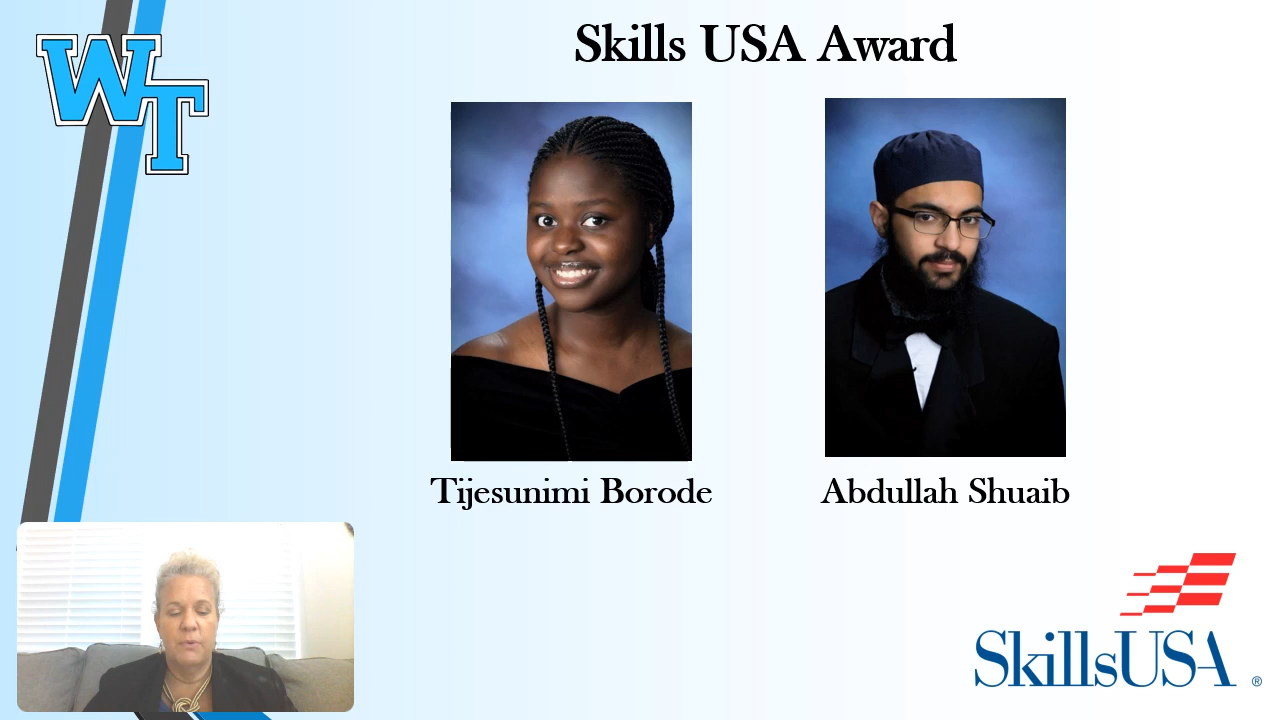 WT
Skills USA Award
Tijesunimi Borode
Abdullah Shuaib
SkillsUSA ®